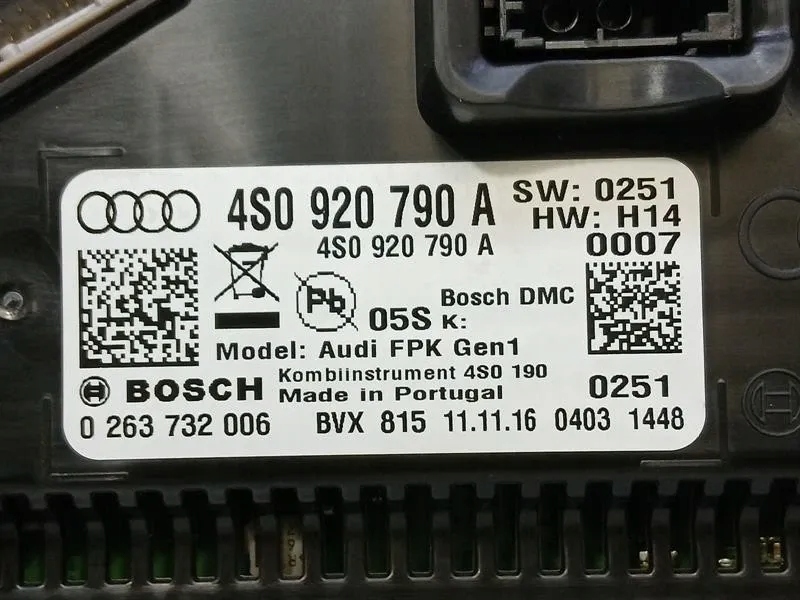 4S0 920 790 A SW: 0251
HW: H14
4S0 920 790 A 0007
Pb
05S
Bosch DMC
K:
Model: Audi FPK Gen1
Kombiinstrument 4S0 190
BOSCH Made in Portugal 0251
0 263 732 006 BVX 815 11.11.16 0403 1448